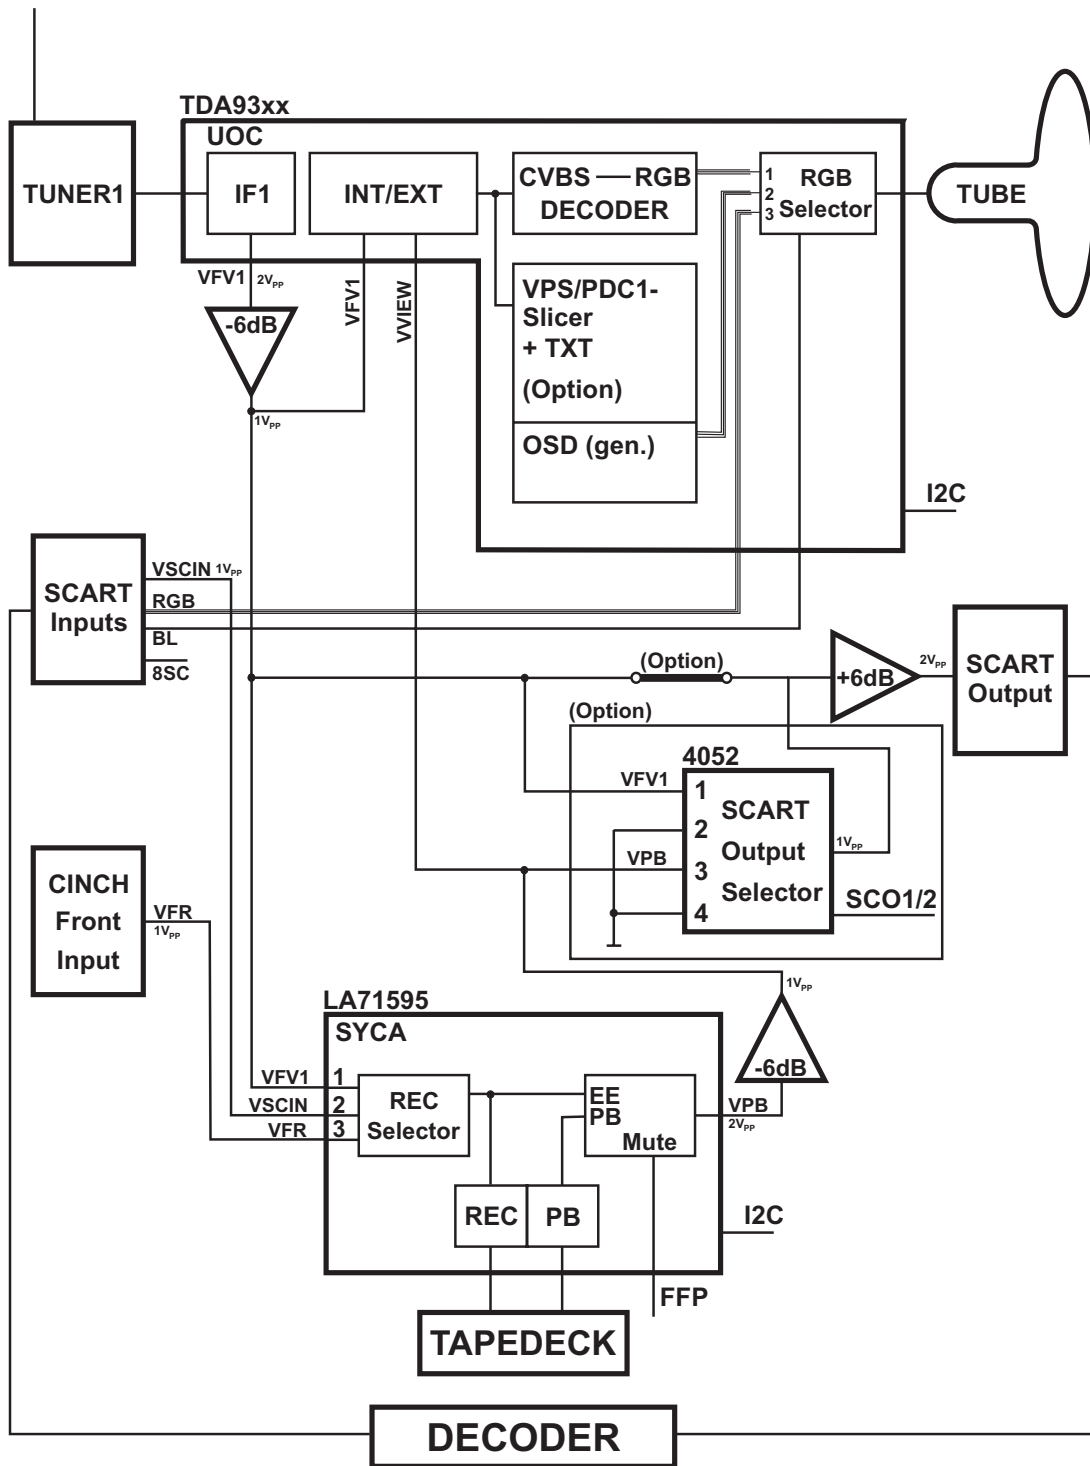 TDA93xx
UOC
TUNER1
IF1
INT/EXT
CVBS — RGB
DECODER
1
2
3
RGB
Selector
TUBE
VFV1 2VPP
-6dB
1VPP
VFV1
VVIEW
VPS/PDC1-
Slicer
+ TXT
(Option)
OSD (gen.)
I2C
SCART
Inputs
VSCIN 1VPP
RGB
BL
8SC
(Option)
+6dB
2VPP
SCART
Output
(Option)
4052
VFV1
VPB
1
2
3
4
SCART
Output
Selector
1VPP
SCO1/2
CINCH
Front
Input
VFR
1VPP
1VPP
-6dB
LA71595
SYCA
VFV1
VSCIN
VFR
1
2
3
REC
Selector
EE
PB
Mute
VPB
2VPP
REC
PB
I2C
FFP
TAPEDECK
DECODER